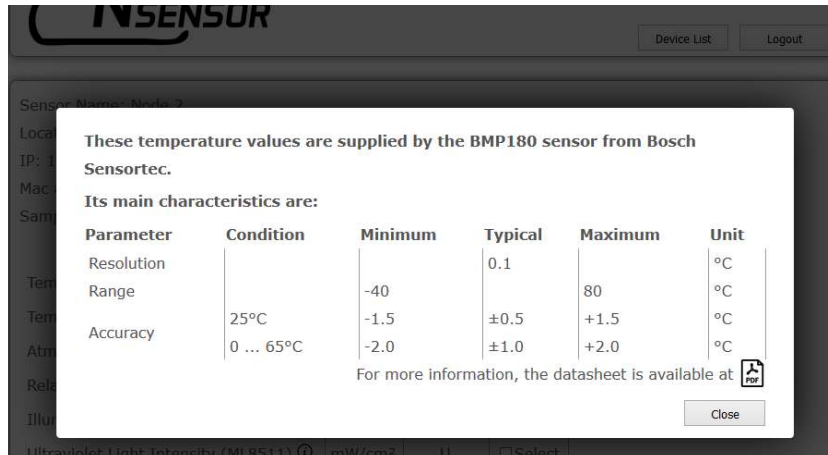 NSENSOR
Device List Logout
Sensor Name: Node 2
These temperature values are supplied by the BMP180 sensor from Bosch
Sensortec.
Its main characteristics are:
Parameter Condition Minimum Typical Maximum Unit
Resolution 0.1 °C
Range -40 80 °C
Accuracy 25°C -1.5 ±0.5 +1.5 °C
0 ... 65°C -2.0 ±1.0 +2.0 °C
For more information, the datasheet is available at PDF
Close
Ultraviolet Light Intensity (ML8511) mW/cm² U Select